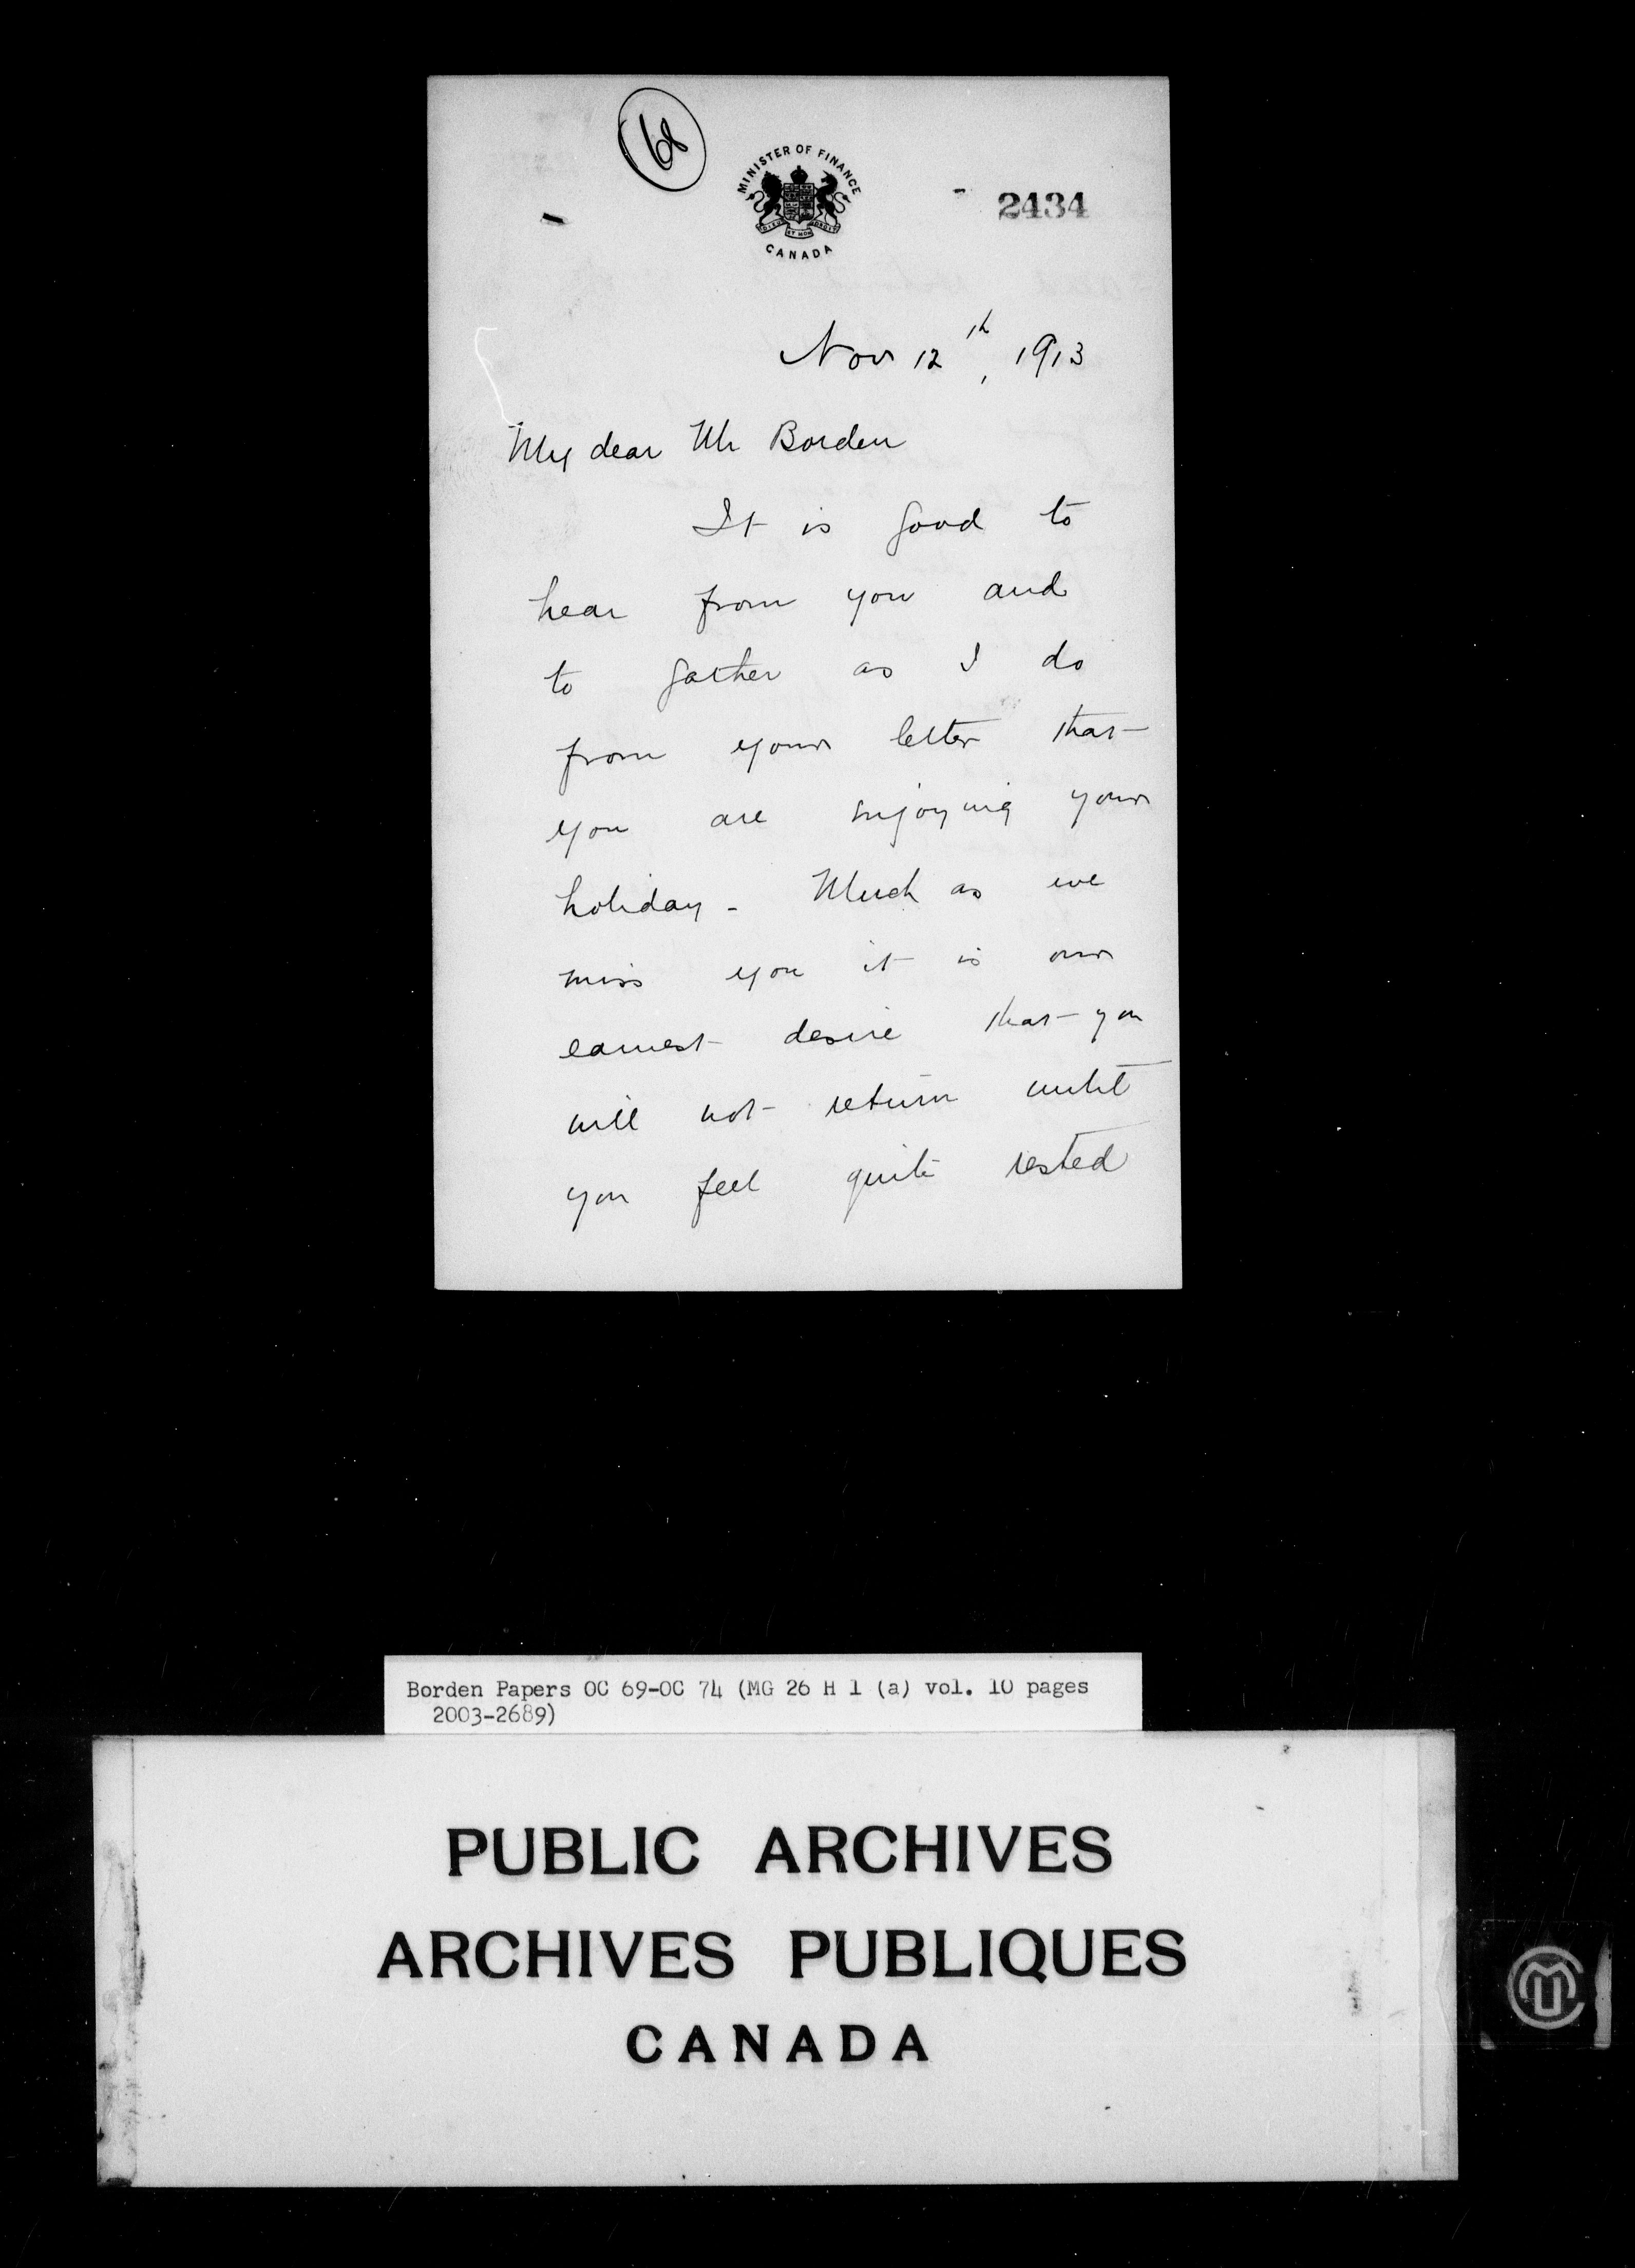 68
MINISTER OF FINANCE
CANADA
2434
Nov 12th, 1913
My dear Mr Borden
It is good to
hear from you and
to gather as I do
from your letter that
you are enjoying your
holiday - Much as we
miss you it is our
earnest desire that you
will not return until
you feel quite rested
Borden Papers OC 69-OC 74 (MG 26 H 1 (a) vol. 10 pages
2003-2689)
PUBLIC ARCHIVES
ARCHIVES PUBLIQUES
CANADA